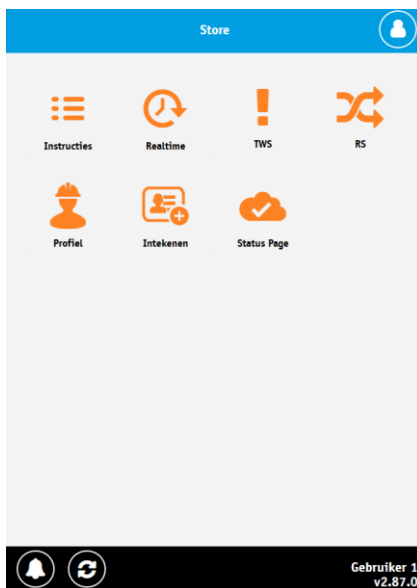 Store
Instructies
Realtime
TWS
RS
Profiel
Intekenen
Status Page
Gebruiker 1
v2.87.0